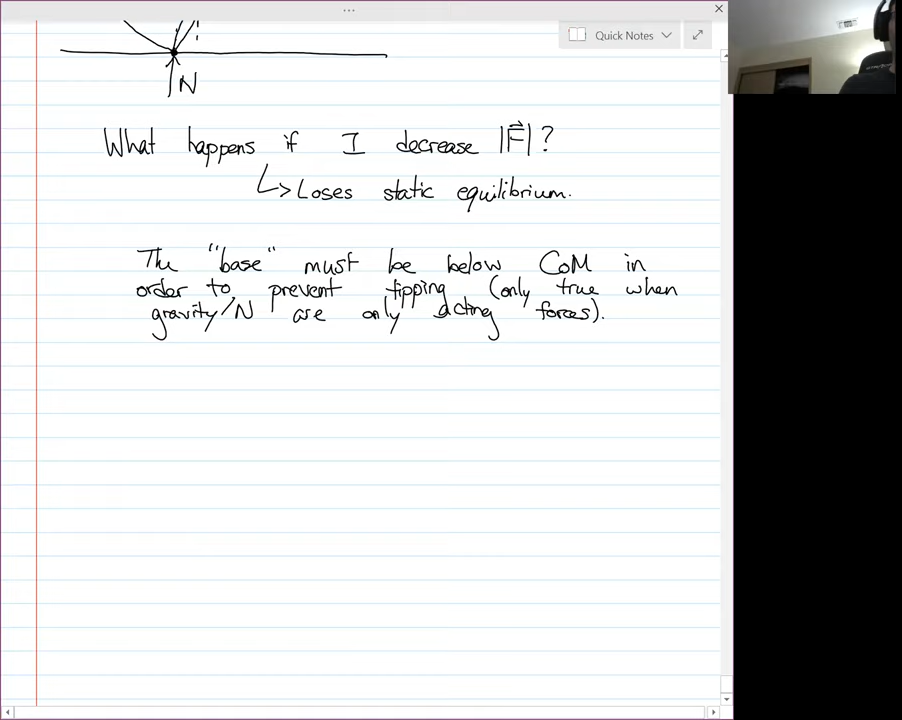 Quick Notes
N
What happens if I decrease |F⃗|?
↳ Loses static equilibrium.
The "base" must be below CoM in
order to prevent tipping (only true when
gravity/N are only acting forces).